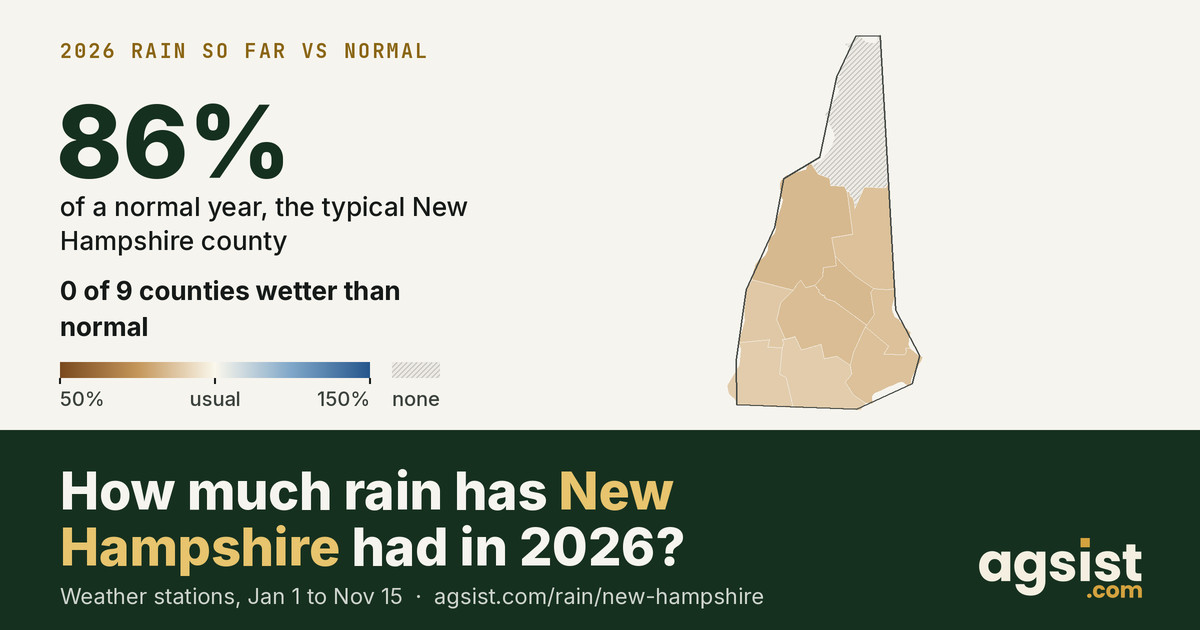 2026 RAIN SO FAR VS NORMAL
86%
of a normal year, the typical New
Hampshire county
0 of 9 counties wetter than
normal
50%
usual
150%
none
How much rain has New
Hampshire had in 2026?
Weather stations, Jan 1 to Nov 15 · agsist.com/rain/new-hampshire
agsist
.com